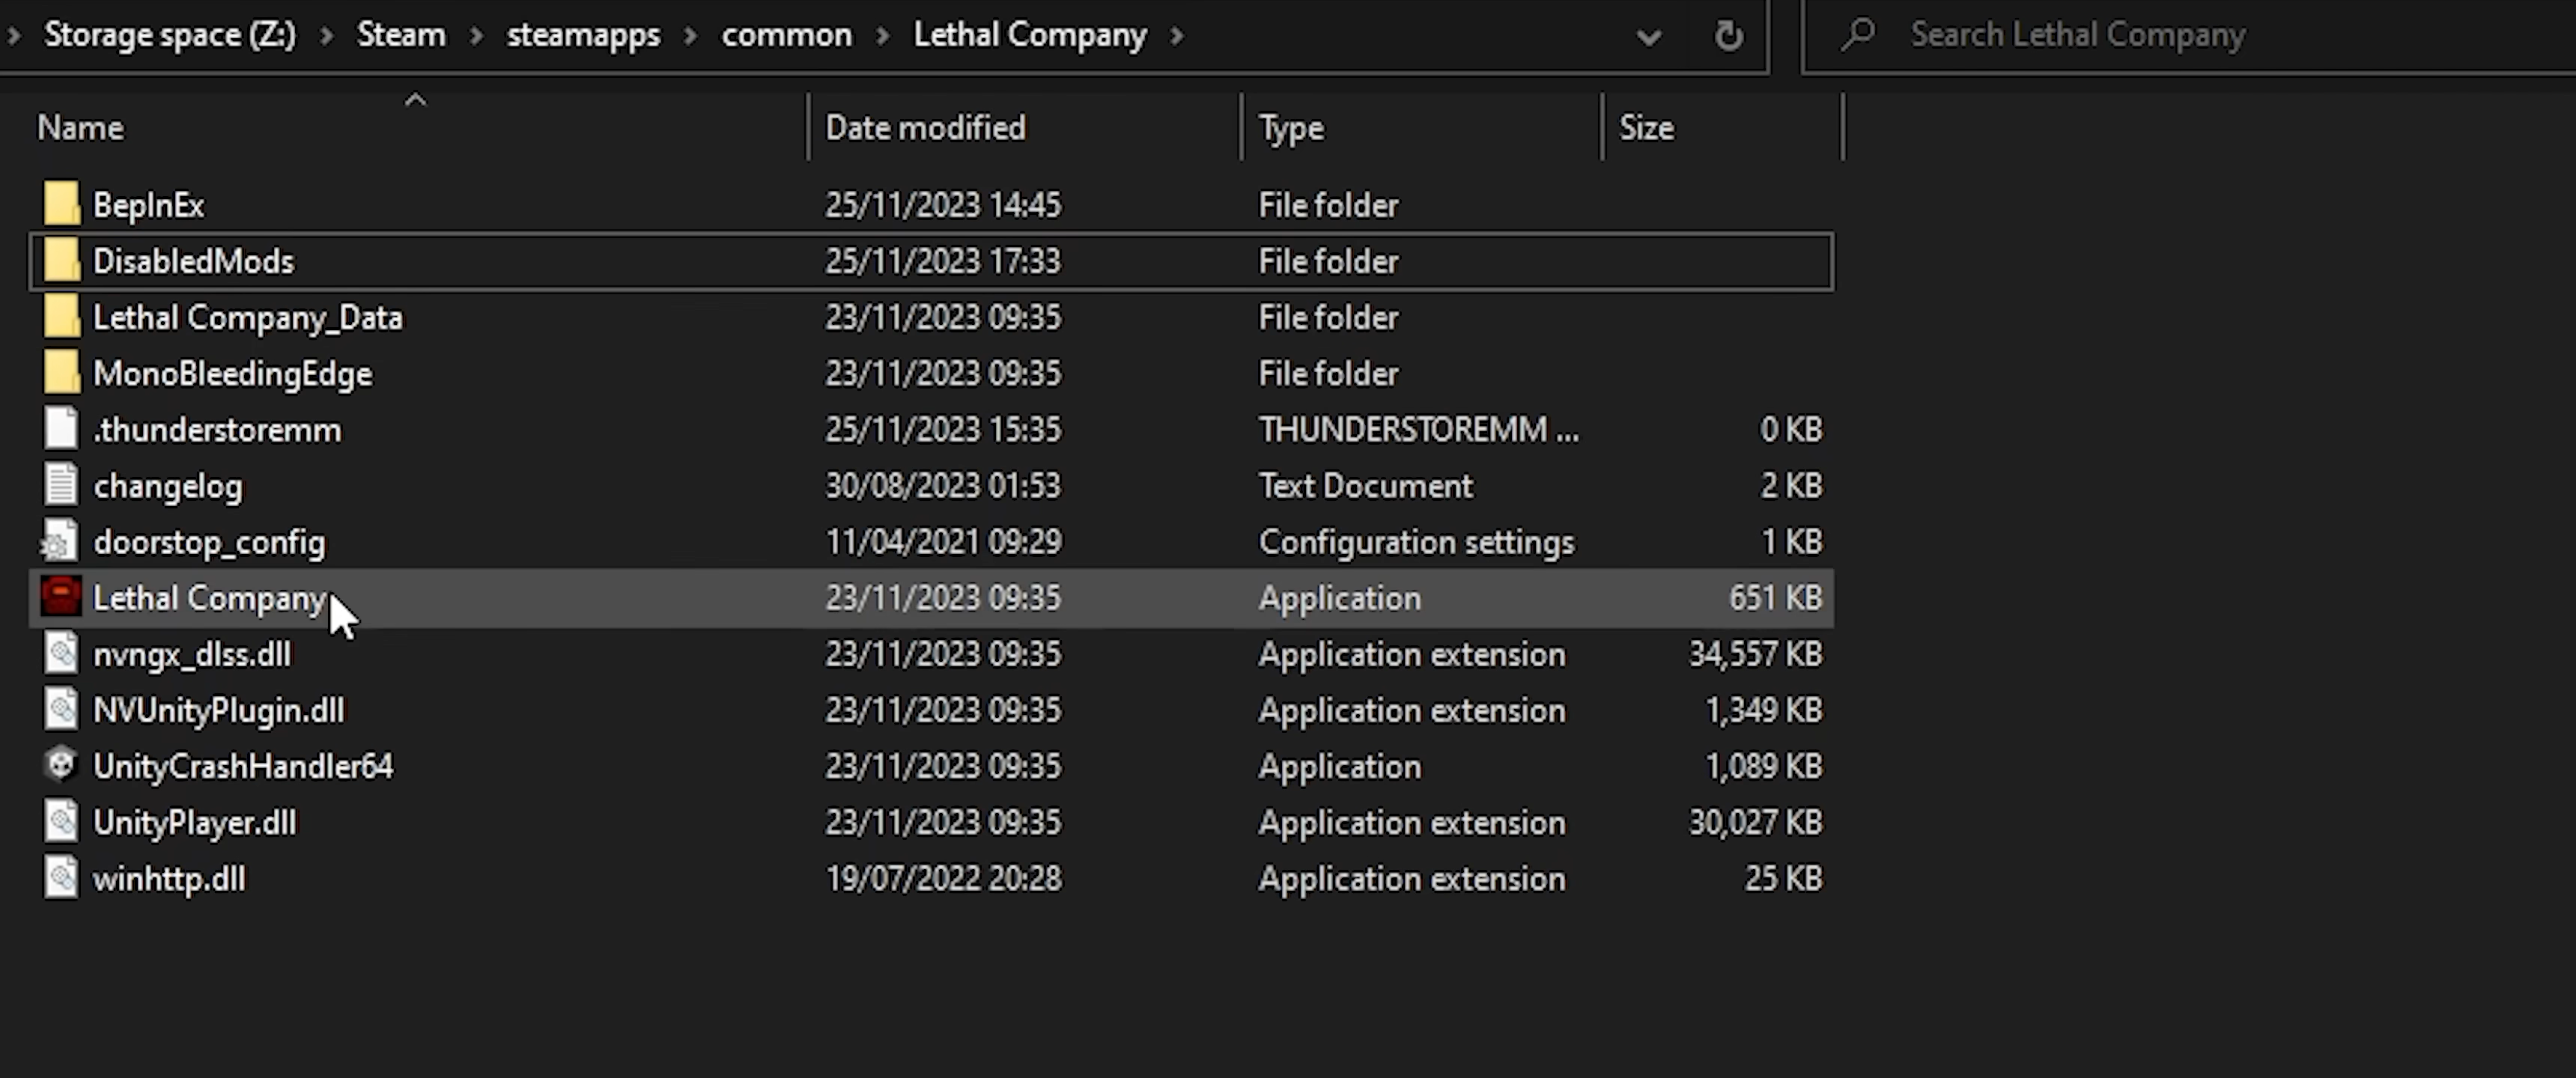 Storage space (Z:) > Steam > steamapps > common > Lethal Company > Search Lethal Company
Name Date modified Type Size
BepInEx 25/11/2023 14:45 File folder
DisabledMods 25/11/2023 17:33 File folder
Lethal Company_Data 23/11/2023 09:35 File folder
MonoBleedingEdge 23/11/2023 09:35 File folder
.thunderstoremm 25/11/2023 15:35 THUNDERSTOREMM ... 0 KB
changelog 30/08/2023 01:53 Text Document 2 KB
doorstop_config 11/04/2021 09:29 Configuration settings 1 KB
Lethal Company 23/11/2023 09:35 Application 651 KB
nvngx_dlss.dll 23/11/2023 09:35 Application extension 34,557 KB
NVUnityPlugin.dll 23/11/2023 09:35 Application extension 1,349 KB
UnityCrashHandler64 23/11/2023 09:35 Application 1,089 KB
UnityPlayer.dll 23/11/2023 09:35 Application extension 30,027 KB
winhttp.dll 19/07/2022 20:28 Application extension 25 KB